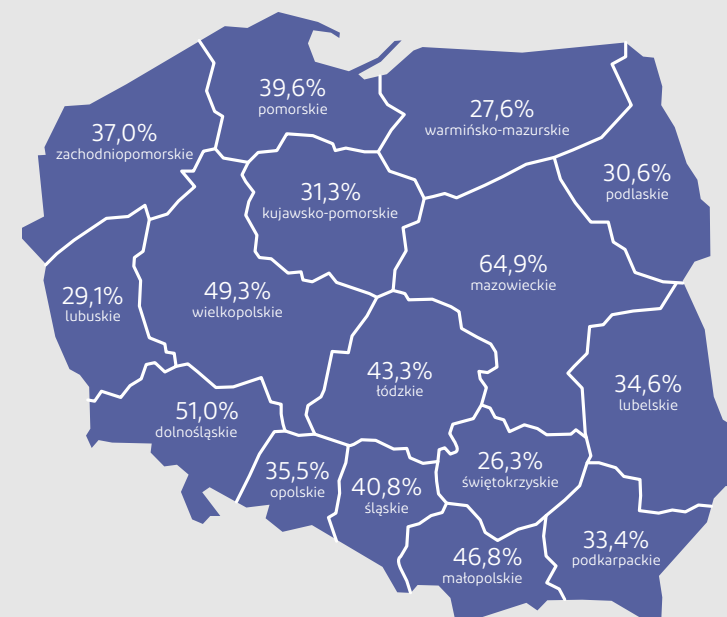 39,6%
pomorskie
27,6%
warmińsko-mazurskie
37,0%
zachodniopomorskie
30,6%
podlaskie
31,3%
kujawsko-pomorskie
64,9%
mazowieckie
29,1%
lubuskie
49,3%
wielkopolskie
43,3%
łódzkie
34,6%
lubelskie
51,0%
dolnośląskie
35,5%
opolskie
40,8%
śląskie
26,3%
świętokrzyskie
46,8%
małopolskie
33,4%
podkarpackie